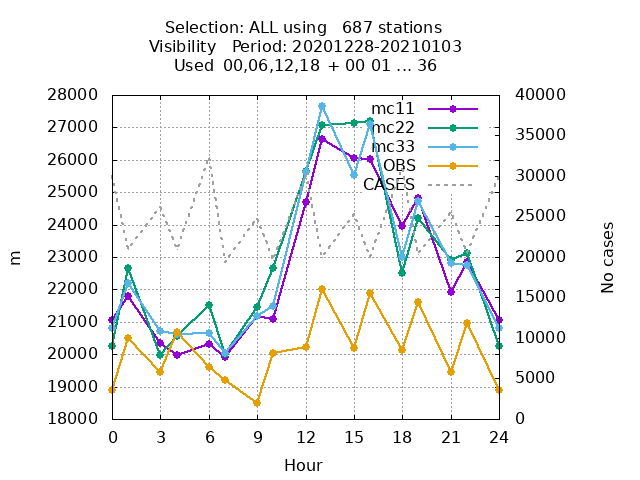 Selection: ALL using   687 stations
Visibility   Period: 20201228-20210103
Used 00,06,12,18 + 00 01 ... 36
28000
27000
26000
25000
24000
23000
22000
21000
20000
19000
18000
m
mc11
mc22
mc33
OBS
CASES
40000
35000
30000
25000
20000
15000
10000
5000
0
No cases
0 3 6 9 12 15 18 21 24
Hour